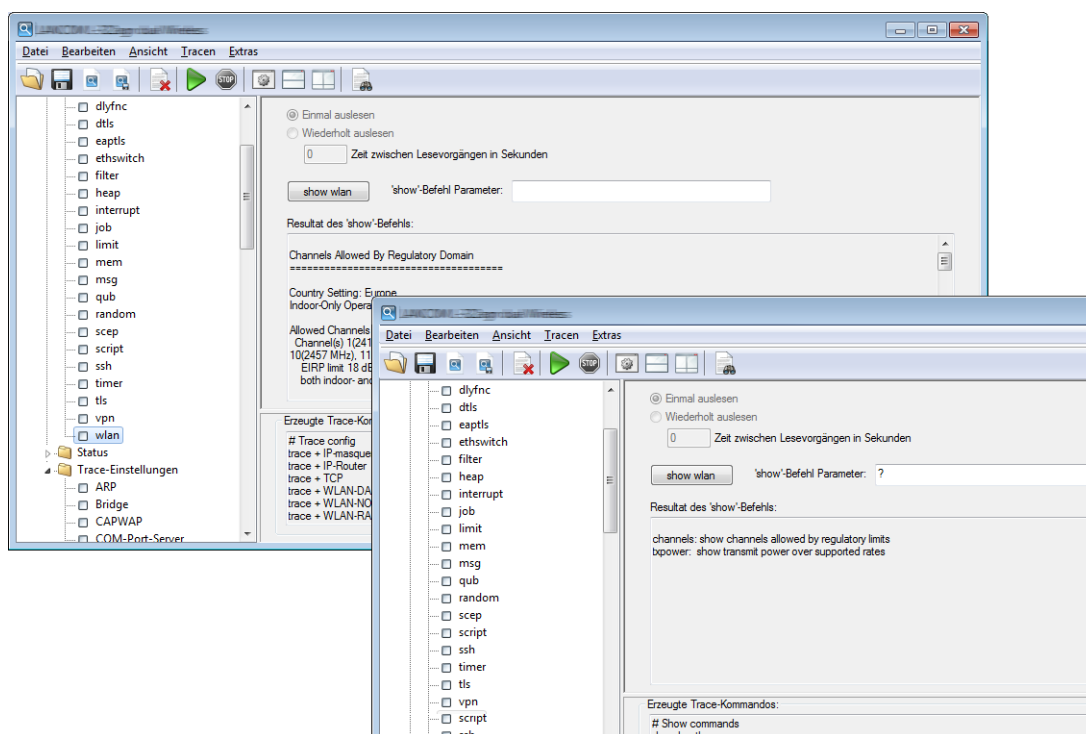 Datei Bearbeiten Ansicht Tracen Extras
STOP
dlyfnc
dtls
eaptls
ethswitch
filter
heap
interrupt
job
limit
mem
msg
qub
random
scep
script
ssh
timer
tls
vpn
wlan
Status
Trace-Einstellungen
ARP
Bridge
CAPWAP
COM-Port-Server
Einmal auslesen
Wiederholt auslesen
0 Zeit zwischen Lesevorgängen in Sekunden
show wlan 'show'-Befehl Parameter:
Resultat des 'show'-Befehls:
Channels Allowed By Regulatory Domain
=====================================
Country Setting: Europe
Indoor-Only Opera
Allowed Channels
Channel(s) 1(241
10(2457 MHz), 11
EIRP limit 18 dB
both indoor- and
Erzeugte Trace-Kor
# Trace config
trace + IP-masque
trace + IP-Router
trace + TCP
trace + WLAN-DA
trace + WLAN-NO
trace + WLAN-RA
Datei Bearbeiten Ansicht Tracen Extras
STOP
dlyfnc
dtls
eaptls
ethswitch
filter
heap
interrupt
job
limit
mem
msg
qub
random
scep
script
ssh
timer
tls
vpn
script
Einmal auslesen
Wiederholt auslesen
0 Zeit zwischen Lesevorgängen in Sekunden
show wlan 'show'-Befehl Parameter: ?
Resultat des 'show'-Befehls:
channels: show channels allowed by regulatory limits
txpower: show transmit power over supported rates
Erzeugte Trace-Kommandos:
# Show commands